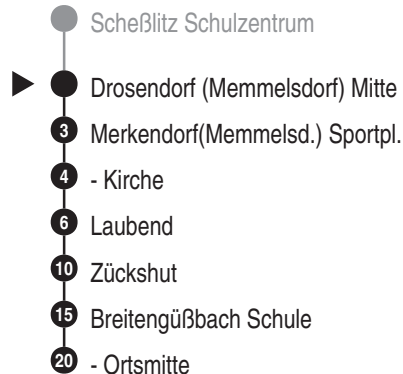 Scheßlitz Schulzentrum
Drosendorf (Memmelsdorf) Mitte
3 Merkendorf(Memmelsd.) Sportpl.
4 - Kirche
6 Laubend
10 Zückshut
15 Breitengüßbach Schule
20 - Ortsmitte